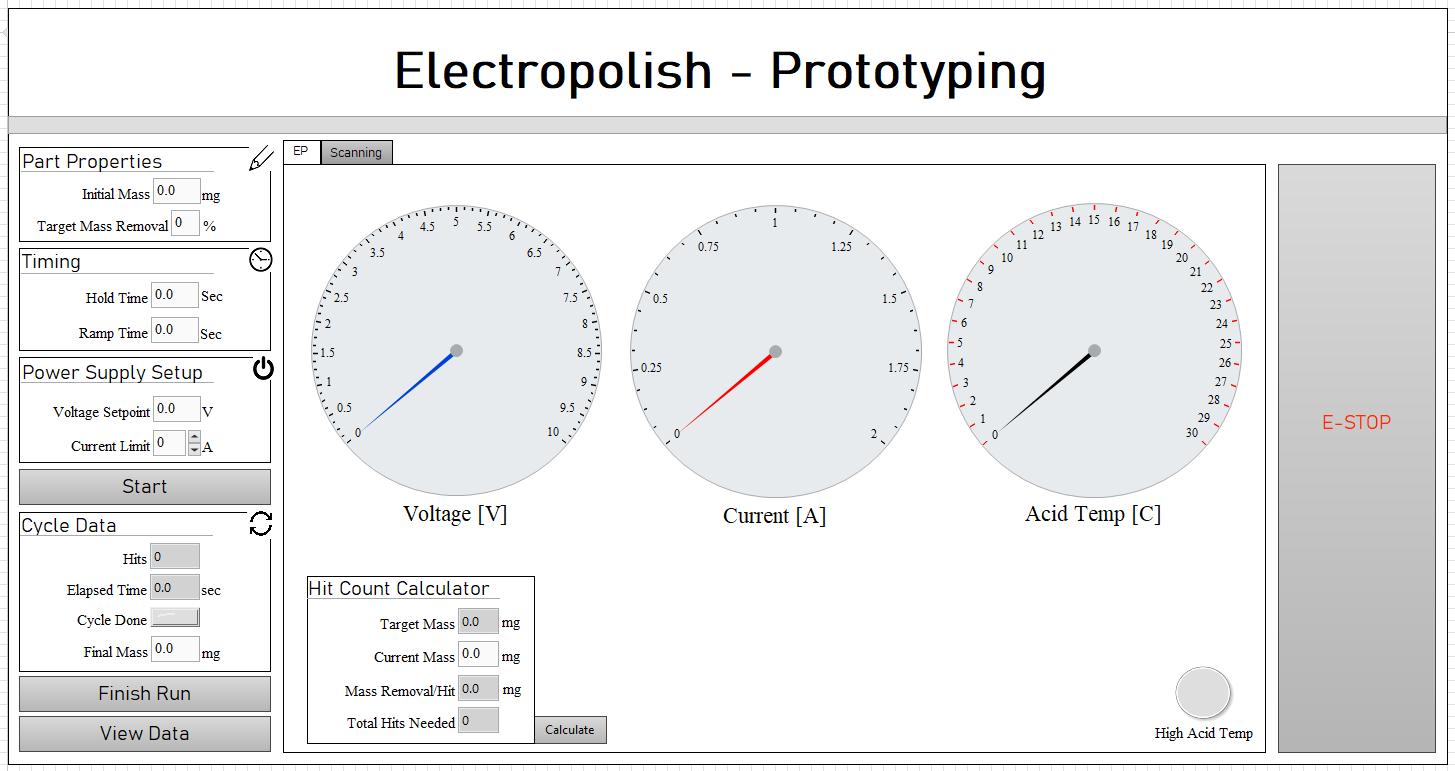 Electropolish - Prototyping
Part Properties
Initial Mass 0.0 mg
Target Mass Removal 0 %
Timing
Hold Time 0.0 Sec
Ramp Time 0.0 Sec
Power Supply Setup
Voltage Setpoint 0.0 V
Current Limit 0 A
Start
Cycle Data
Hits 0
Elapsed Time 0.0 sec
Cycle Done
Final Mass 0.0 mg
Finish Run
View Data
EP Scanning
0 0.5 1 1.5 2 2.5 3 3.5 4 4.5 5 5.5 6 6.5 7 7.5 8 8.5 9 9.5 10
Voltage [V]
0 0.25 0.5 0.75 1 1.25 1.5 1.75 2
Current [A]
0 1 2 3 4 5 6 7 8 9 10 11 12 13 14 15 16 17 18 19 20 21 22 23 24 25 26 27 28 29 30
Acid Temp [C]
Hit Count Calculator
Target Mass 0.0 mg
Current Mass 0.0 mg
Mass Removal/Hit 0.0 mg
Total Hits Needed 0
Calculate
High Acid Temp
E-STOP